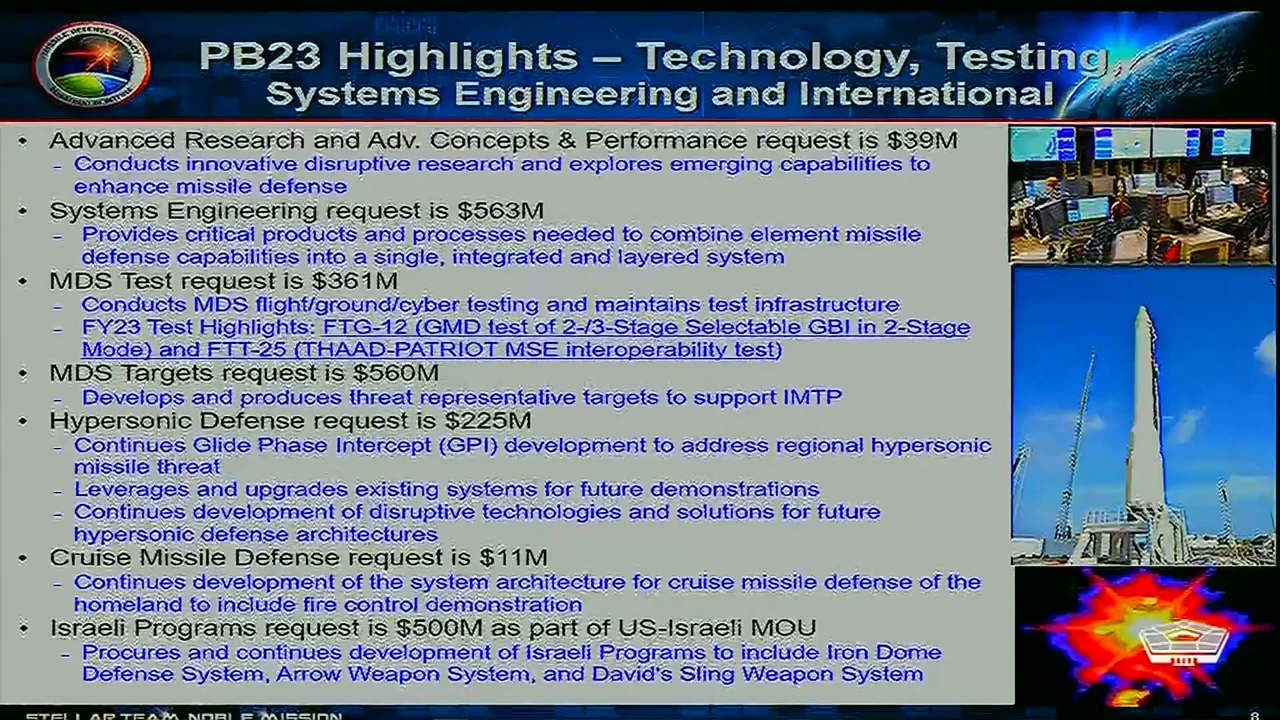 MISSILE DEFENSE AGENCY
DEPARTMENT OF DEFENSE
PB23 Highlights – Technology, Testing,
Systems Engineering and International
• Advanced Research and Adv. Concepts & Performance request is $39M
- Conducts innovative disruptive research and explores emerging capabilities to
enhance missile defense
• Systems Engineering request is $563M
- Provides critical products and processes needed to combine element missile
defense capabilities into a single, integrated and layered system
• MDS Test request is $361M
- Conducts MDS flight/ground/cyber testing and maintains test infrastructure
- FY23 Test Highlights: FTG-12 (GMD test of 2-/3-Stage Selectable GBI in 2-Stage
Mode) and FTT-25 (THAAD-PATRIOT MSE interoperability test)
• MDS Targets request is $560M
- Develops and produces threat representative targets to support IMTP
• Hypersonic Defense request is $225M
- Continues Glide Phase Intercept (GPI) development to address regional hypersonic
missile threat
- Leverages and upgrades existing systems for future demonstrations
- Continues development of disruptive technologies and solutions for future
hypersonic defense architectures
• Cruise Missile Defense request is $11M
- Continues development of the system architecture for cruise missile defense of the
homeland to include fire control demonstration
• Israeli Programs request is $500M as part of US-Israeli MOU
- Procures and continues development of Israeli Programs to include Iron Dome
Defense System, Arrow Weapon System, and David's Sling Weapon System
STELLAR TEAM, NOBLE MISSION
8